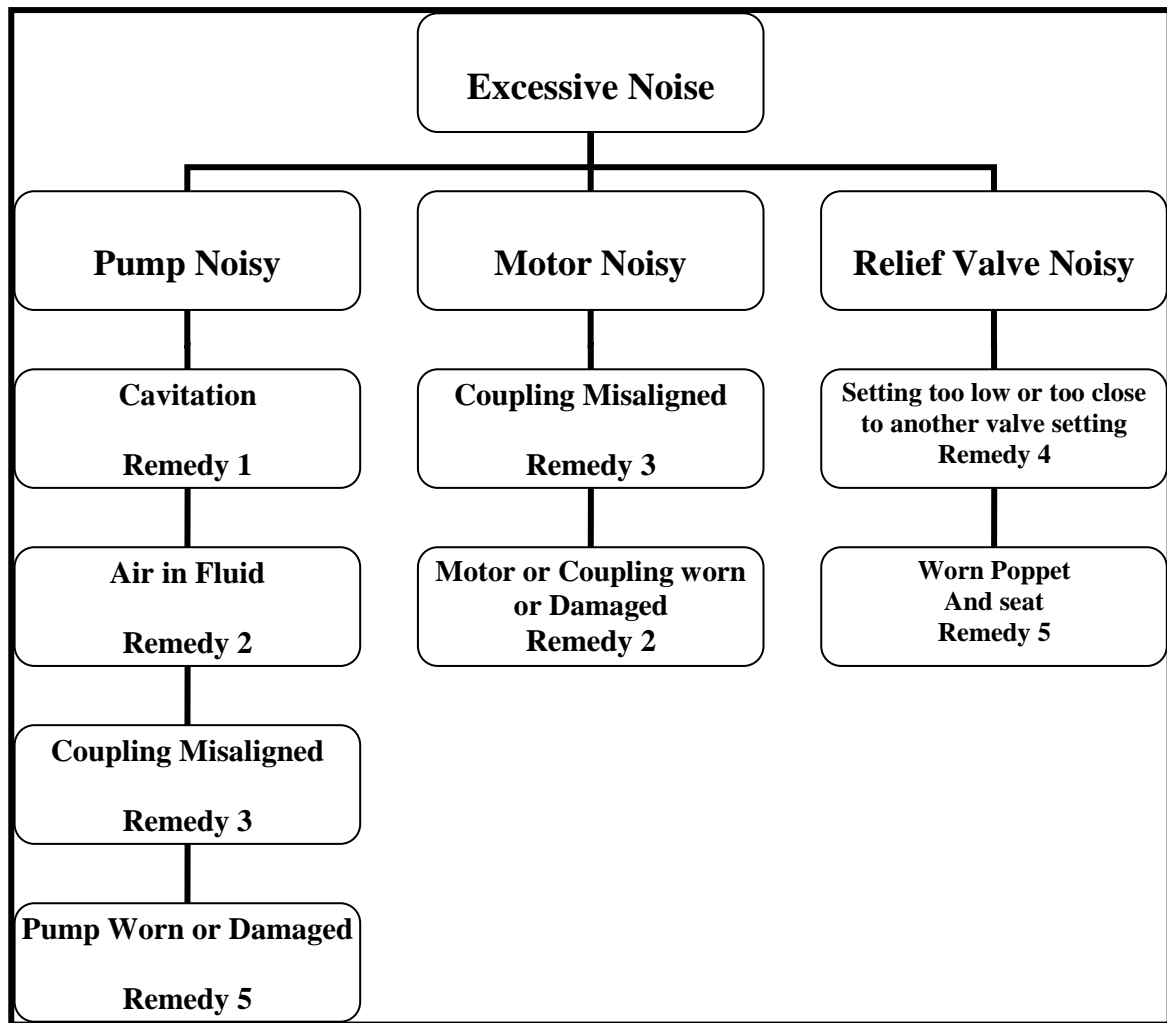 Excessive Noise
Pump Noisy
Motor Noisy
Relief Valve Noisy
Cavitation
Remedy 1
Coupling Misaligned
Remedy 3
Setting too low or too close
to another valve setting
Remedy 4
Air in Fluid
Remedy 2
Motor or Coupling worn
or Damaged
Remedy 2
Worn Poppet
And seat
Remedy 5
Coupling Misaligned
Remedy 3
Pump Worn or Damaged
Remedy 5